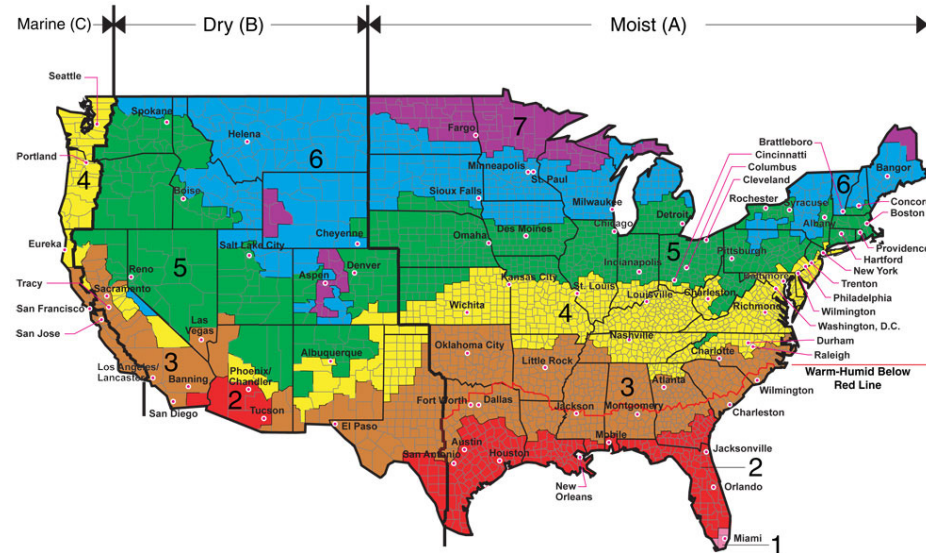 Marine (C)
Dry (B)
Moist (A)
Seattle
Spokane
Helena
Fargo
7
Brattleboro
Cincinnatti
Columbus
Cleveland
Portland
4
Boise
6
Minneapolis
St. Paul
Rochester
Syracuse
6
Bangor
Concord
Boston
Sioux Falls
Milwaukee
Detroit
Albany
Eureka
Salt Lake City
Cheyenne
Omaha
Des Moines
Chicago
5
Pittsburgh
Providence
Hartford
New York
Reno
5
Aspen
Denver
Indianapolis
Baltimore
Trenton
Tracy
Sacramento
Kansas City
St. Louis
Louisville
Charleston
Philadelphia
San Francisco
Las Vegas
Wichita
4
Richmond
Wilmington
San Jose
Washington, D.C.
3
Albuquerque
Nashville
Durham
Oklahoma City
Charlotte
Raleigh
Los Angeles/
Lancaster
Banning
Phoenix/
Chandler
Little Rock
3
Atlanta
Warm-Humid Below
Red Line
San Diego
2
Tucson
Fort Worth
Dallas
Jackson
Montgomery
Wilmington
El Paso
Charleston
Austin
Mobile
San Antonio
Houston
Jacksonville
2
New
Orleans
Orlando
Miami
1